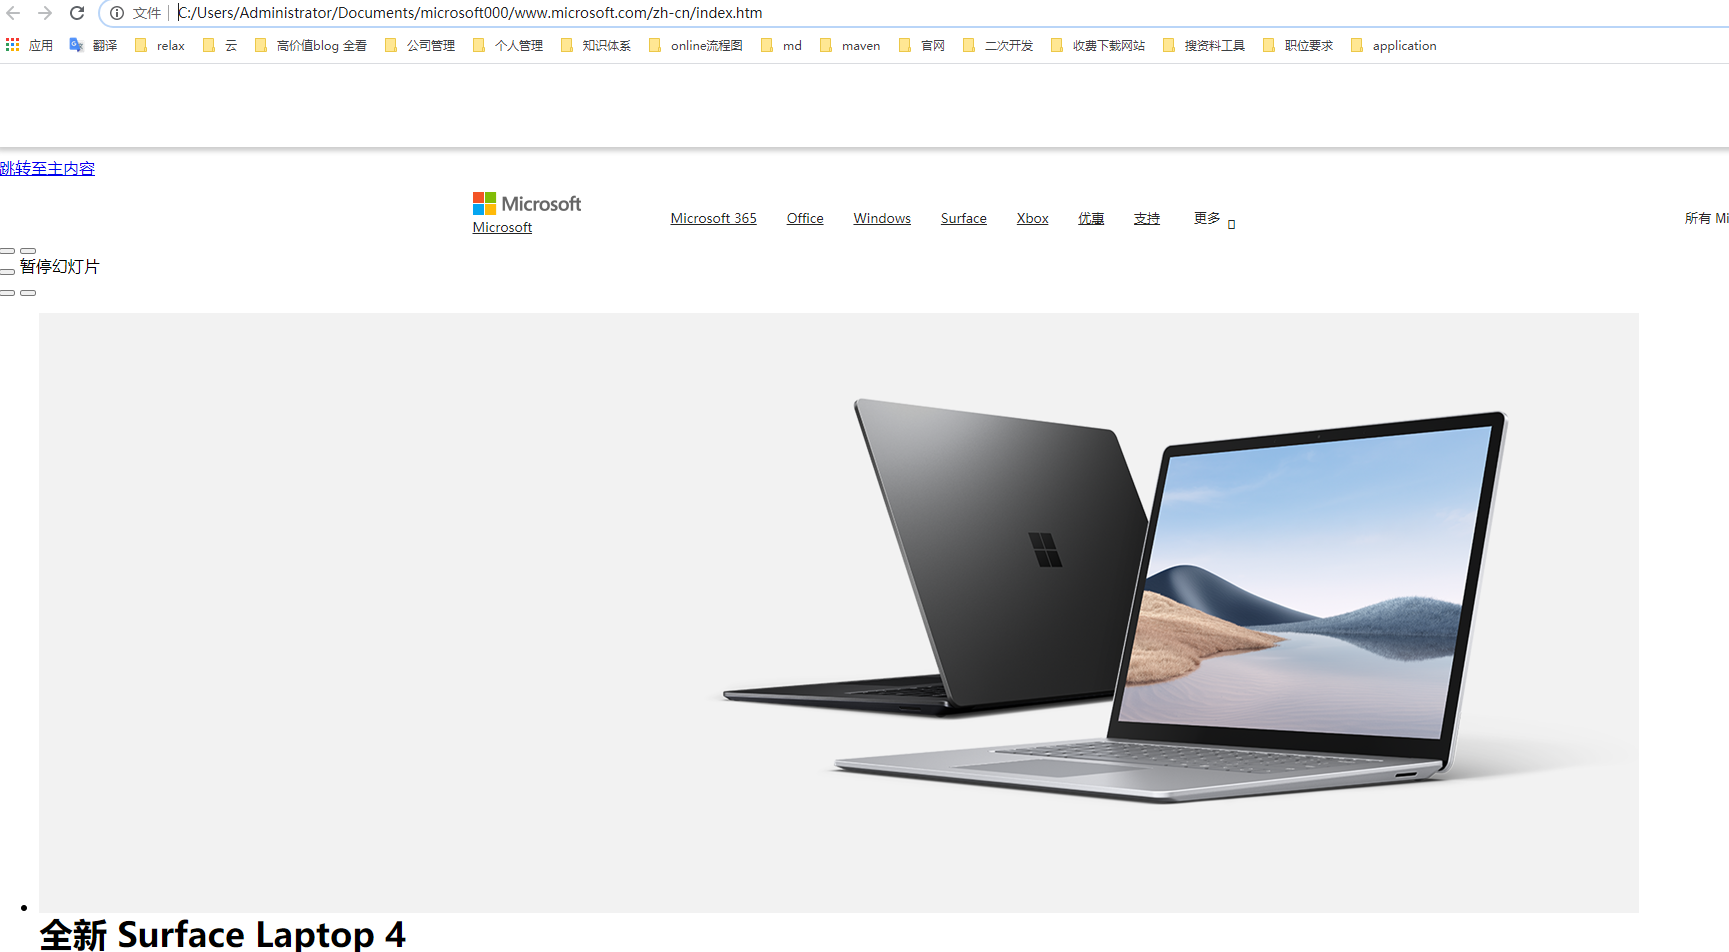 文件 C:/Users/Administrator/Documents/microsoft000/www.microsoft.com/zh-cn/index.htm
应用 翻译 relax 云 高价值blog 全看 公司管理 个人管理 知识体系 online流程图 md maven 官网 二次开发 收费下载网站 搜资料工具 职位要求 application
跳转至主内容
Microsoft
Microsoft Microsoft 365 Office Windows Surface Xbox 优惠 支持 更多 所有 Mi
暂停幻灯片
全新 Surface Laptop 4